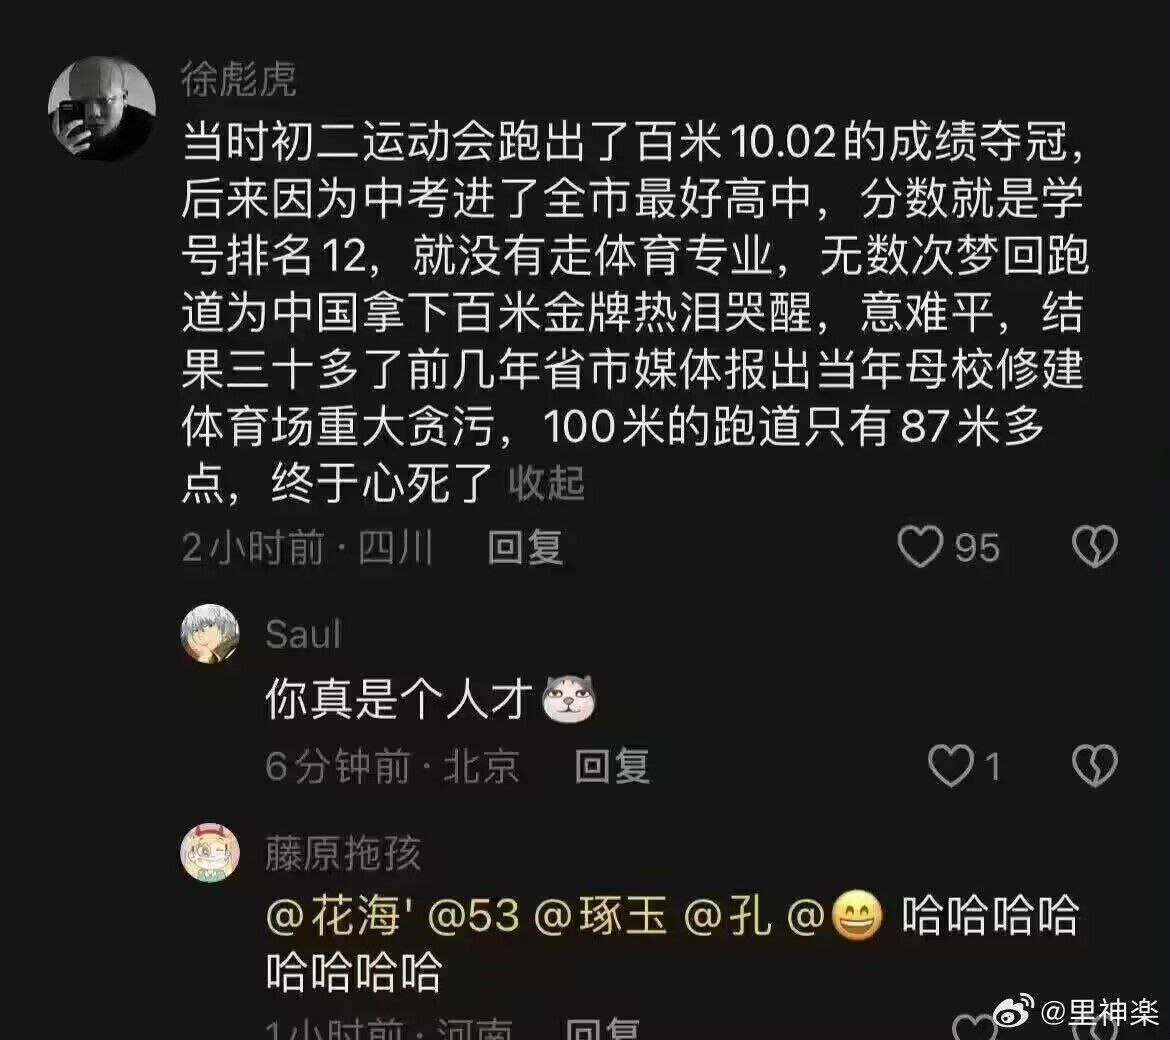 徐彪虎
当时初二运动会跑出了百米10.02的成绩夺冠，
后来因为中考进了全市最好高中，分数就是学
号排名12，就没有走体育专业，无数次梦回跑
道为中国拿下百米金牌热泪哭醒，意难平，结
果三十多了前几年省市媒体报出当年母校修建
体育场重大贪污，100米的跑道只有87米多
点，终于心死了 收起
2小时前·四川 回复 95
Saul
你真是个人才
6分钟前·北京 回复 1
藤原拖孩
@花海' @53 @琢玉 @孔 @😄 哈哈哈哈
哈哈哈哈
1小时前·河南 回复
@里神楽